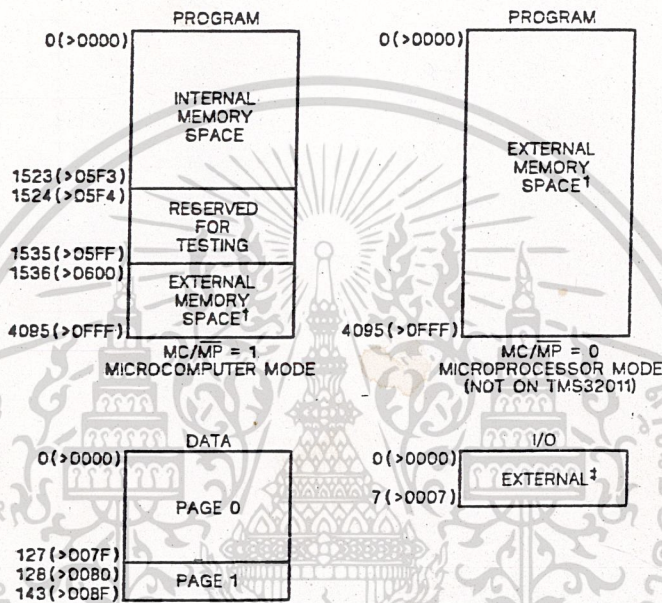 PROGRAM
0(>0000)
INTERNAL
MEMORY
SPACE
1523(>05F3)
1524(>05F4)
RESERVED
FOR
TESTING
1535(>05FF)
1536(>0600)
EXTERNAL
MEMORY
SPACE†
4095(>0FFF)
MC/MP = 1
MICROCOMPUTER MODE
PROGRAM
0(>0000)
EXTERNAL
MEMORY
SPACE†
4095(>0FFF)
MC/MP = 0
MICROPROCESSOR MODE
(NOT ON TMS32011)
DATA
0(>0000)
PAGE 0
127(>007F)
128(>0080)
PAGE 1
143(>008F)
I/O
0(>0000)
EXTERNAL‡
7(>0007)